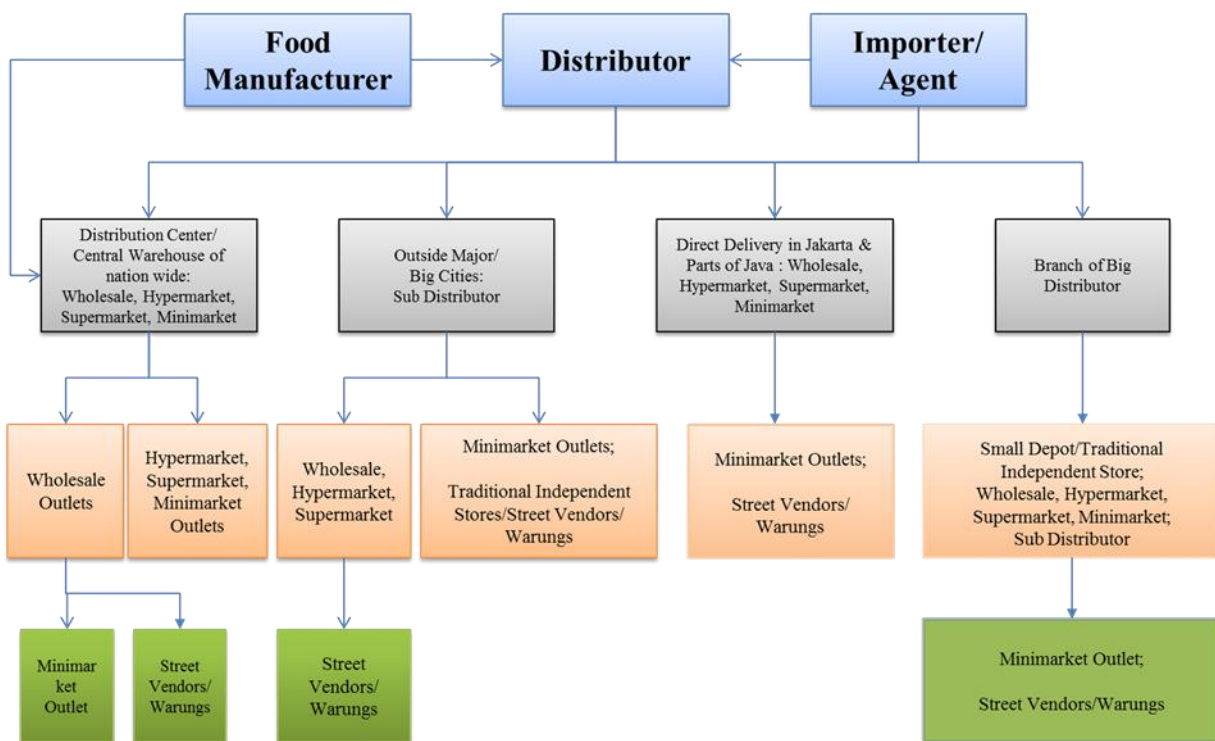 Food
Manufacturer
Distributor
Importer/
Agent
Distribution Center/
Central Warehouse of
nation wide:
Wholesale, Hypermarket,
Supermarket, Minimarket
Outside Major/
Big Cities:
Sub Distributor
Direct Delivery in Jakarta &
Parts of Java : Wholesale,
Hypermarket, Supermarket,
Minimarket
Branch of Big
Distributor
Wholesale
Outlets
Hypermarket,
Supermarket,
Minimarket
Outlets
Wholesale,
Hypermarket,
Supermarket
Minimarket Outlets;
Traditional Independent
Stores/Street Vendors/
Warungs
Minimarket Outlets;
Street Vendors/
Warungs
Small Depot/Traditional
Independent Store;
Wholesale, Hypermarket,
Supermarket, Minimarket;
Sub Distributor
Minimar
ket
Outlet
Street
Vendors/
Warungs
Street
Vendors/
Warungs
Minimarket Outlet;
Street Vendors/Warungs